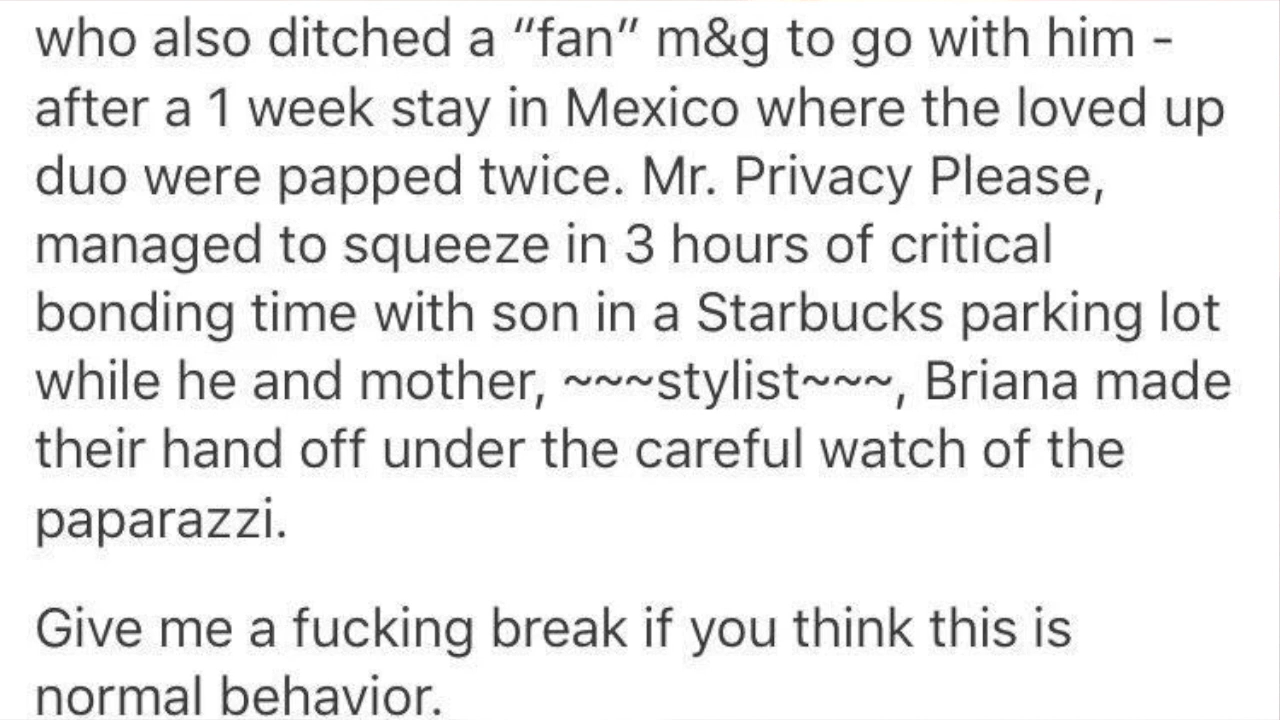 who also ditched a “fan” m&g to go with him -
after a 1 week stay in Mexico where the loved up
duo were papped twice. Mr. Privacy Please,
managed to squeeze in 3 hours of critical
bonding time with son in a Starbucks parking lot
while he and mother, ~~~stylist~~~, Briana made
their hand off under the careful watch of the
paparazzi.
Give me a fucking break if you think this is
normal behavior.